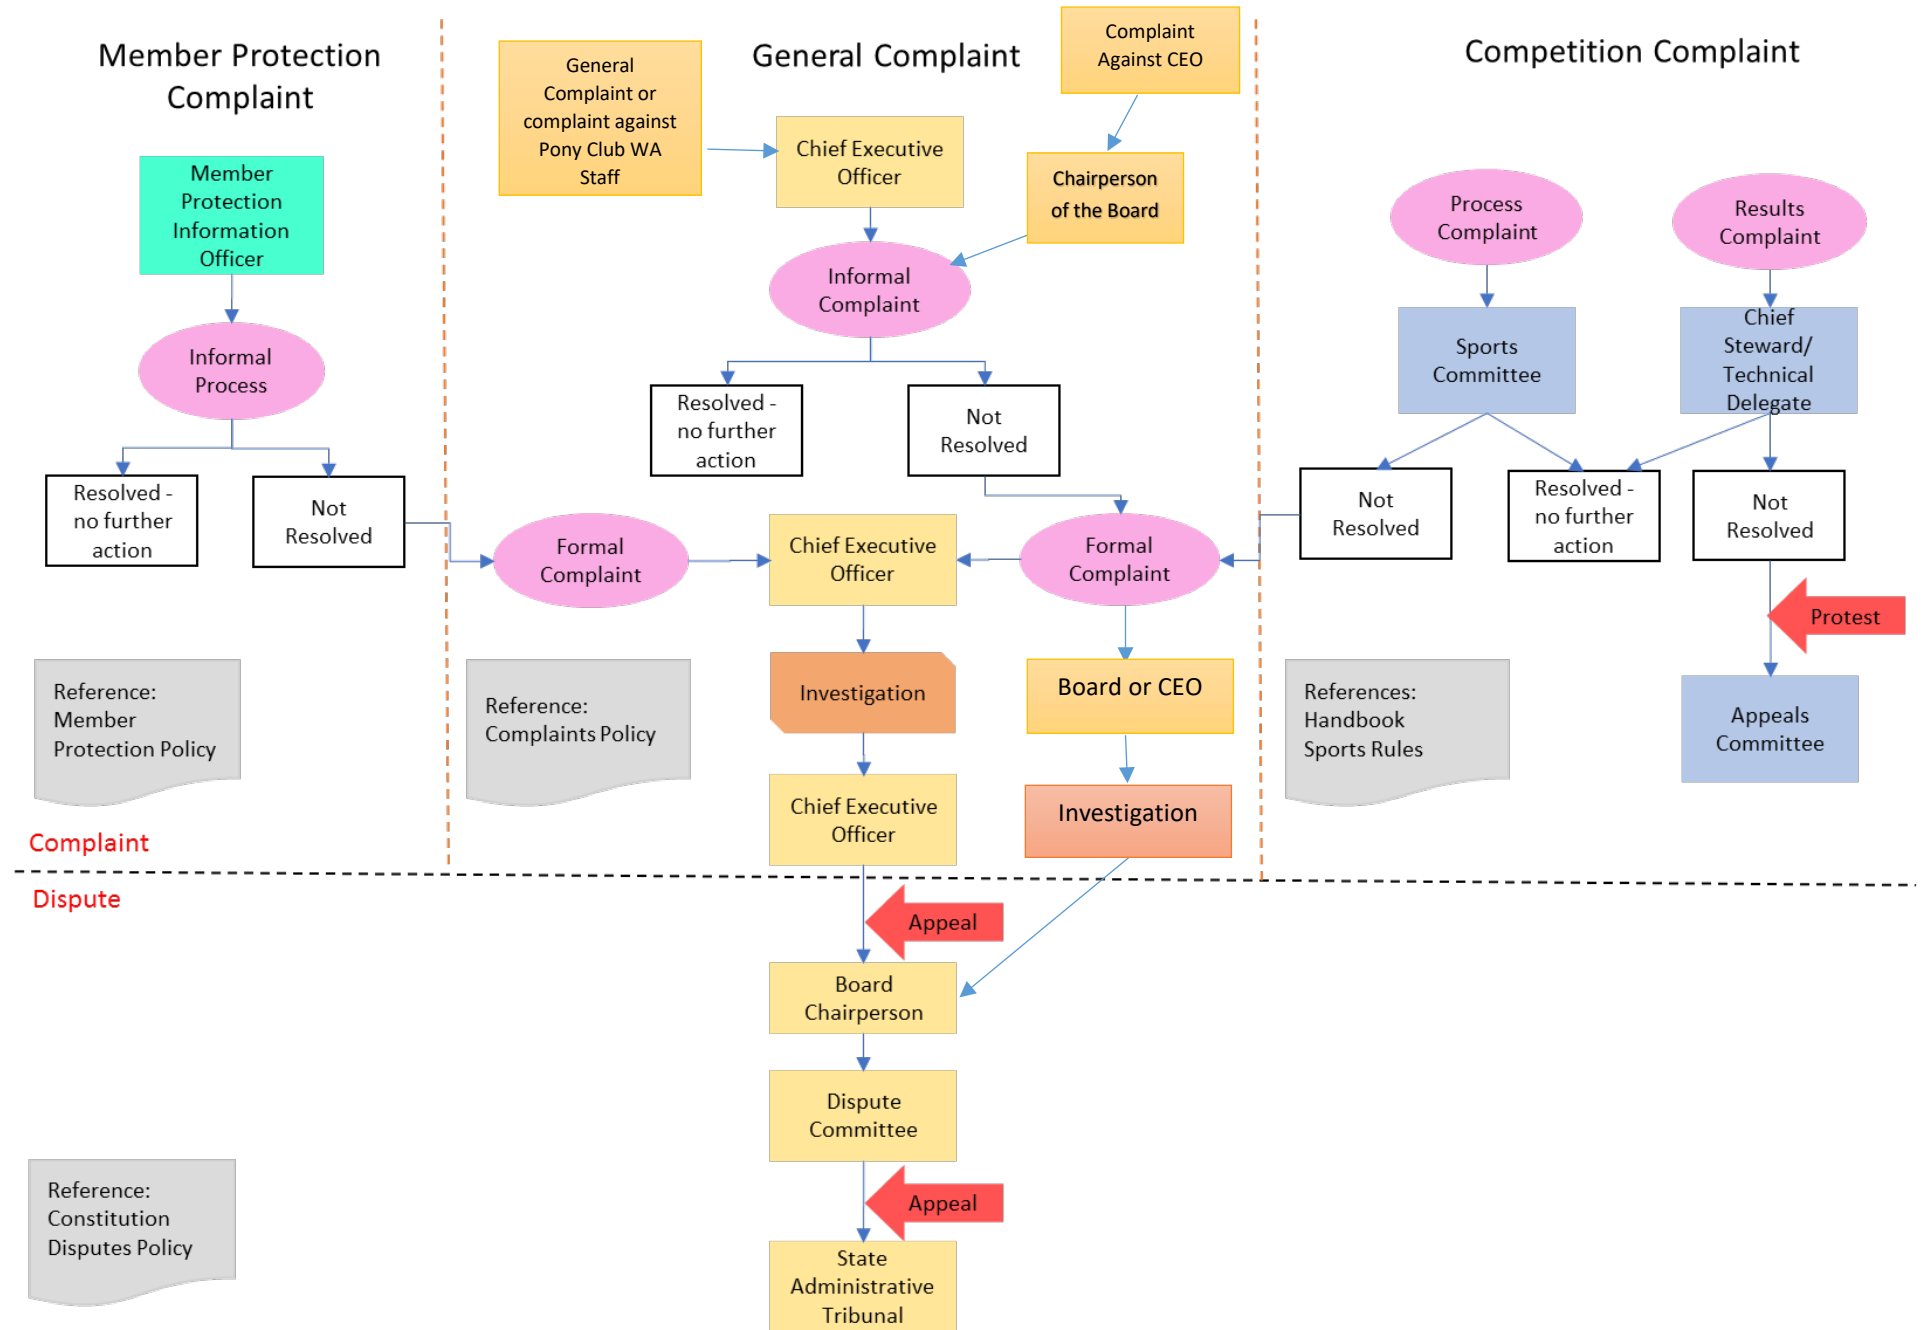 Member Protection
Complaint
General Complaint
Competition Complaint
General
Complaint or
complaint against
Pony Club WA
Staff
Complaint
Against CEO
Chief Executive
Officer
Chairperson
of the Board
Member
Protection
Information
Officer
Process
Complaint
Results
Complaint
Informal
Complaint
Informal
Process
Sports
Committee
Chief
Steward/
Technical
Delegate
Resolved -
no further
action
Not
Resolved
Resolved -
no further
action
Not
Resolved
Not
Resolved
Resolved -
no further
action
Not
Resolved
Formal
Complaint
Chief Executive
Officer
Formal
Complaint
Protest
Reference:
Member
Protection Policy
Reference:
Complaints Policy
Investigation
Board or CEO
References:
Handbook
Sports Rules
Appeals
Committee
Chief Executive
Officer
Investigation
Complaint
Dispute
Appeal
Board
Chairperson
Dispute
Committee
Reference:
Constitution
Disputes Policy
Appeal
State
Administrative
Tribunal